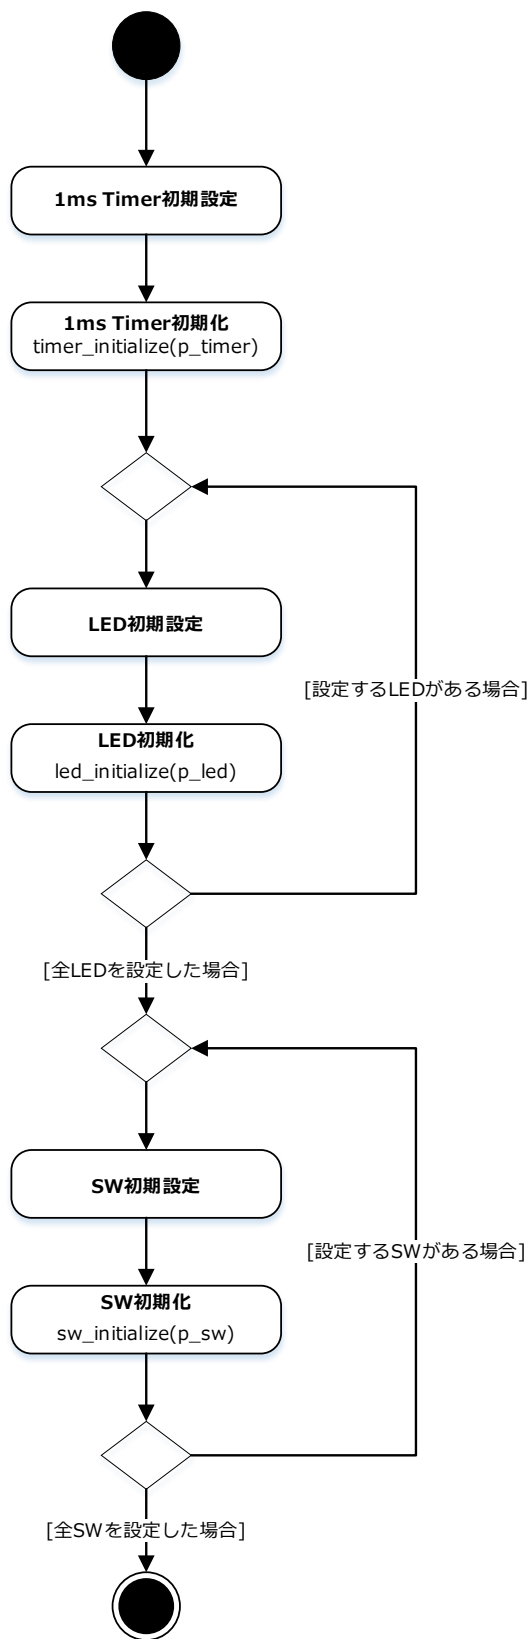 1ms Timer初期設定
1ms Timer初期化
timer_initialize(p_timer)
LED初期設定
[設定するLEDがある場合]
LED初期化
led_initialize(p_led)
[全LEDを設定した場合]
SW初期設定
[設定するSWがある場合]
SW初期化
sw_initialize(p_sw)
[全SWを設定した場合]